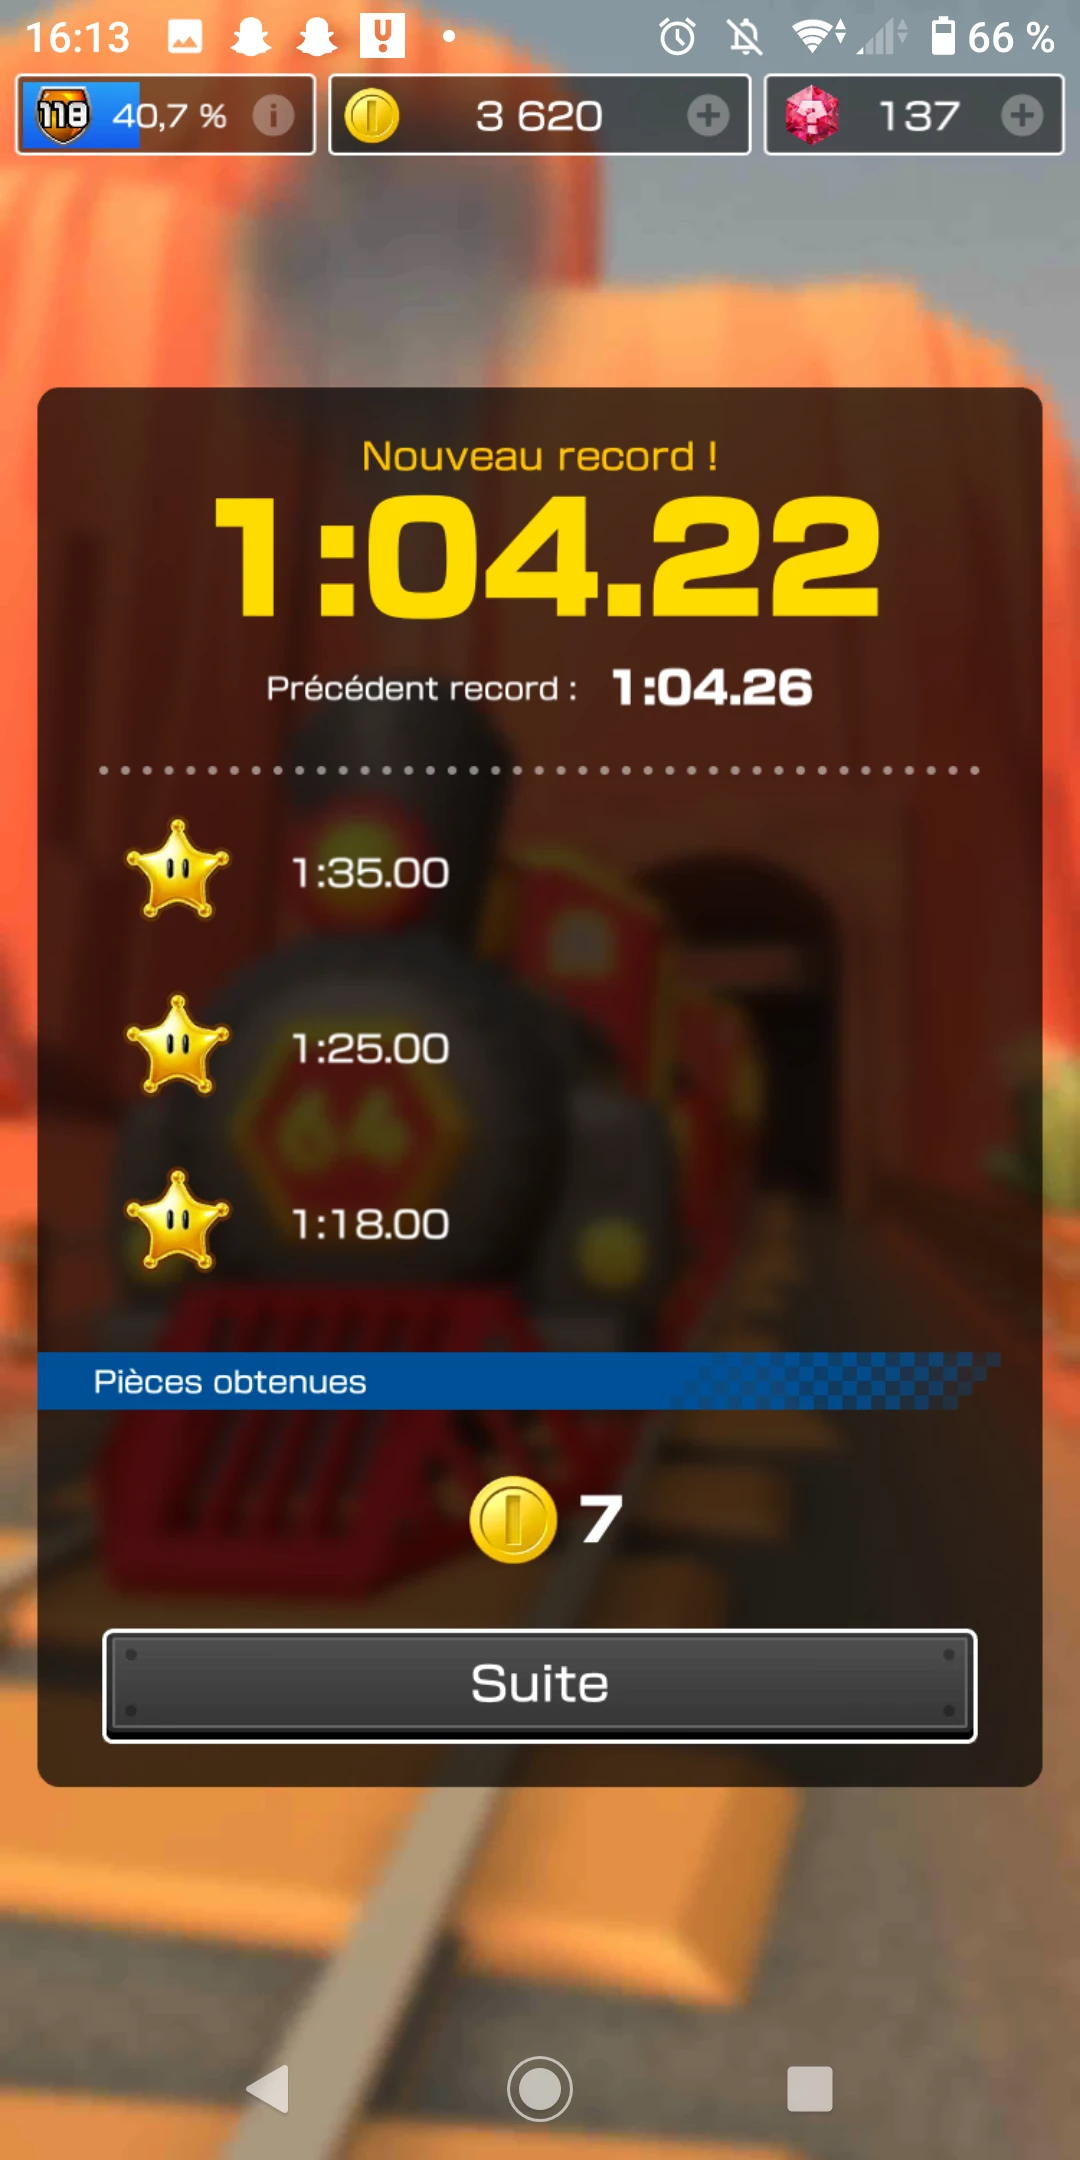 16:13 66 %
118 40,7 % i 3 620 137
Nouveau record !
1:04.22
Précédent record : 1:04.26
1:35.00
1:25.00
64
1:18.00
Pièces obtenues
7
Suite